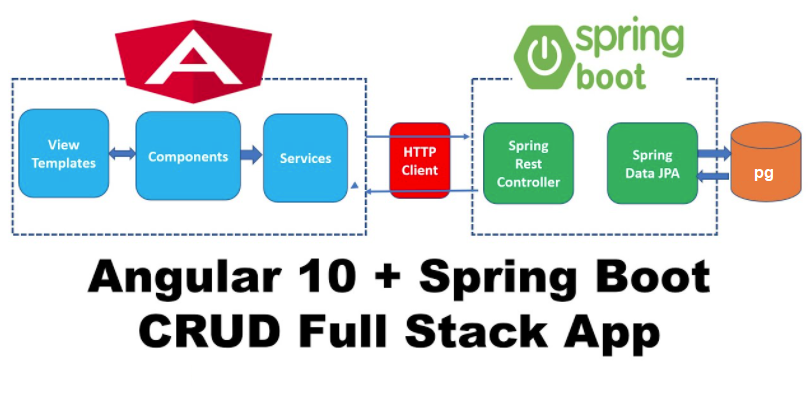 spring
boot
View
Templates
Components
Services
HTTP
Client
Spring
Rest
Controller
Spring
Data JPA
pg
Angular 10 + Spring Boot
CRUD Full Stack App